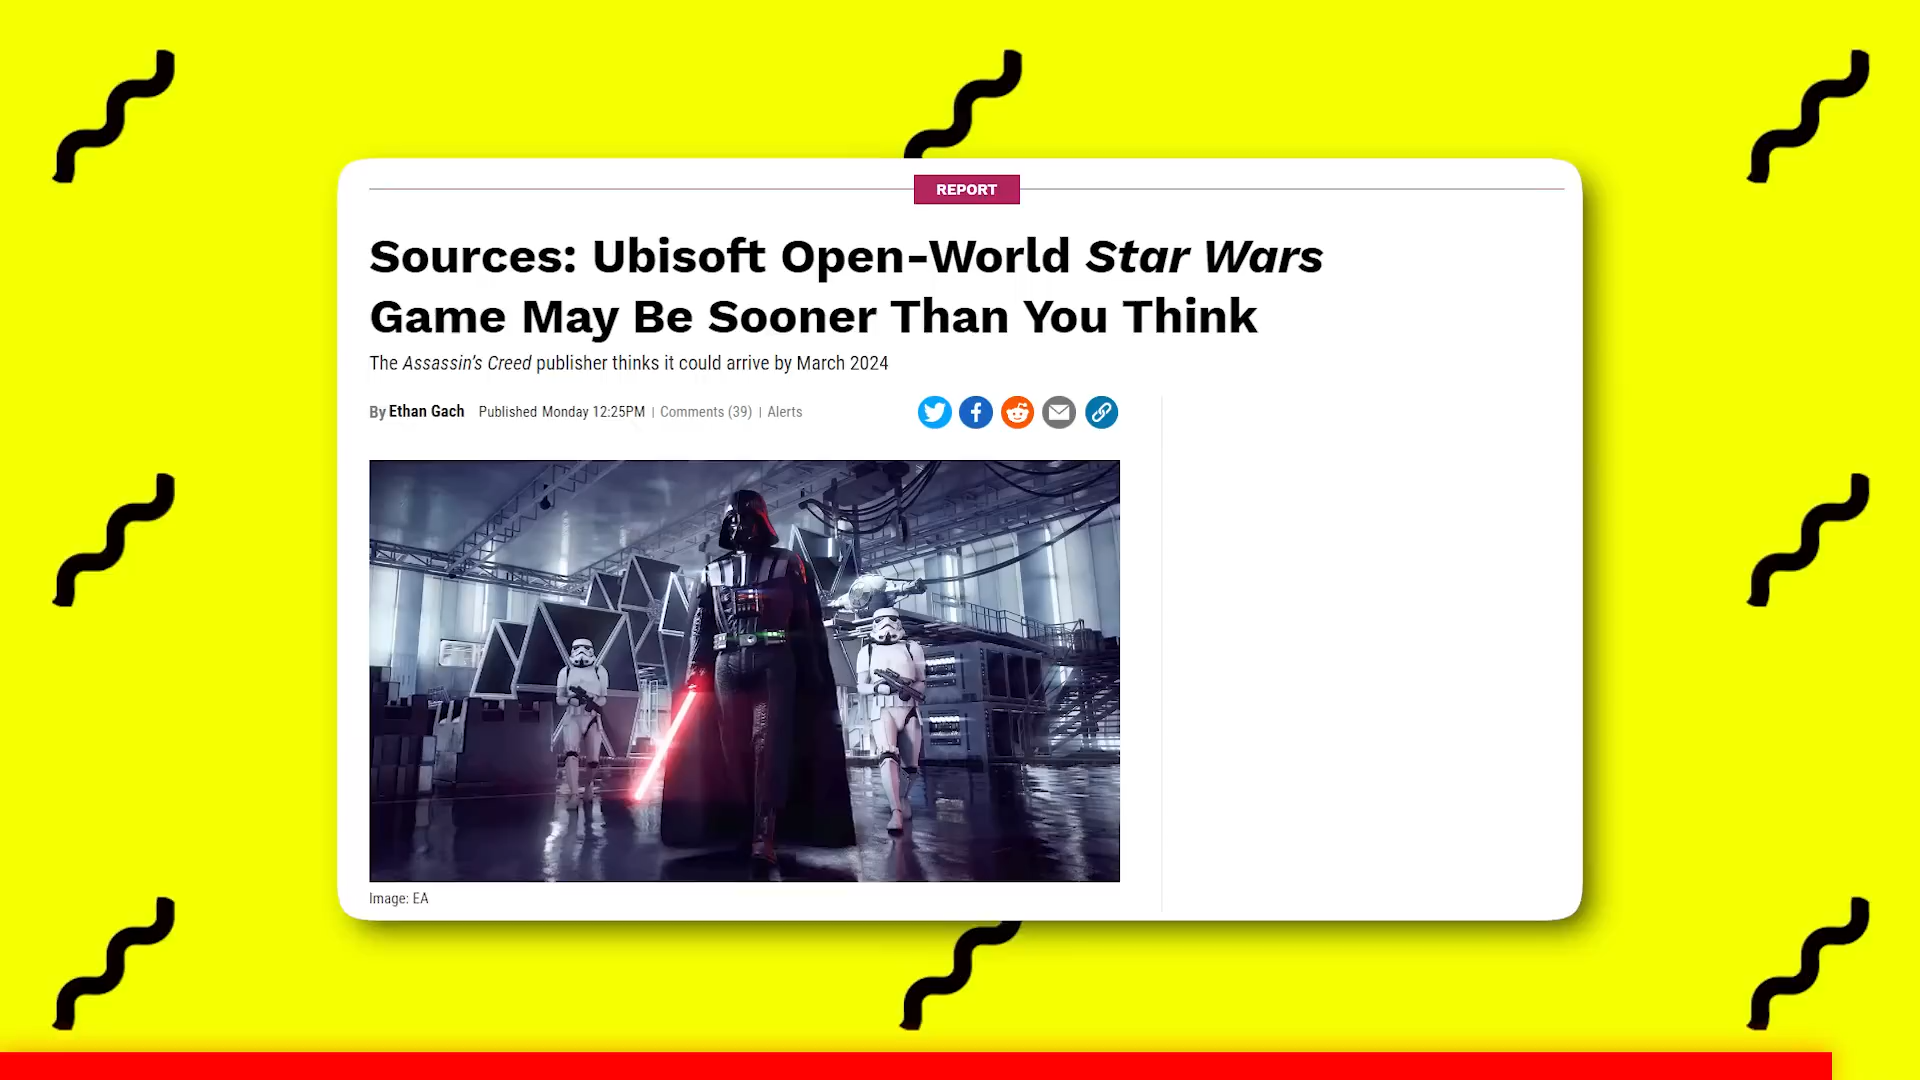 REPORT
Sources: Ubisoft Open-World Star Wars
Game May Be Sooner Than You Think
The Assassin's Creed publisher thinks it could arrive by March 2024
By Ethan Gach Published Monday 12:25PM | Comments (39) | Alerts
Image: EA